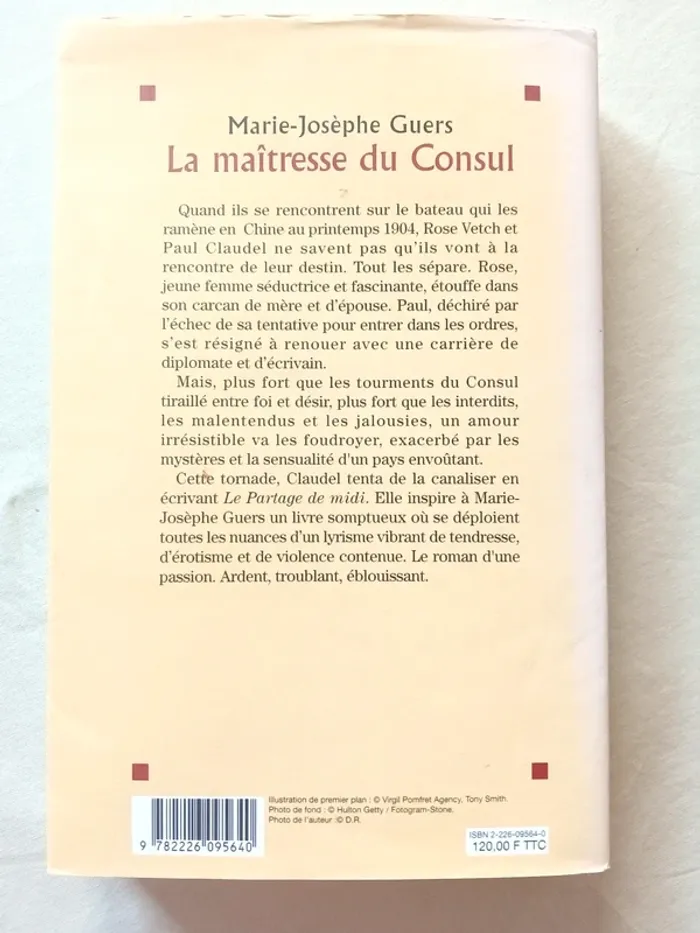 Marie-Josèphe Guers
La maîtresse du Consul
Quand ils se rencontrent sur le bateau qui les
ramène en Chine au printemps 1904, Rose Vetch et
Paul Claudel ne savent pas qu'ils vont à la
rencontre de leur destin. Tout les sépare. Rose,
jeune femme séductrice et fascinante, étouffe dans
son carcan de mère et d'épouse. Paul, déchiré par
l'échec de sa tentative pour entrer dans les ordres,
s'est résigné à renouer avec une carrière de
diplomate et d'écrivain.
Mais, plus fort que les tourments du Consul
tiraillé entre foi et désir, plus fort que les interdits,
les malentendus et les jalousies, un amour
irrésistible va les foudroyer, exacerbé par les
mystères et la sensualité d'un pays envoûtant.
Cette tornade, Claudel tenta de la canaliser en
écrivant Le Partage de midi. Elle inspire à Marie-
Josèphe Guers un livre somptueux où se déploient
toutes les nuances d'un lyrisme vibrant de tendresse,
d'érotisme et de violence contenue. Le roman d'une
passion. Ardent, troublant, éblouissant.
Illustration de premier plan : © Virgil Pomfret Agency, Tony Smith.
Photo de fond : © Hulton Getty / Fotogram-Stone.
Photo de l'auteur : © D.R.
9 782226 095640
ISBN 2-226-09564-0
120,00 F TTC